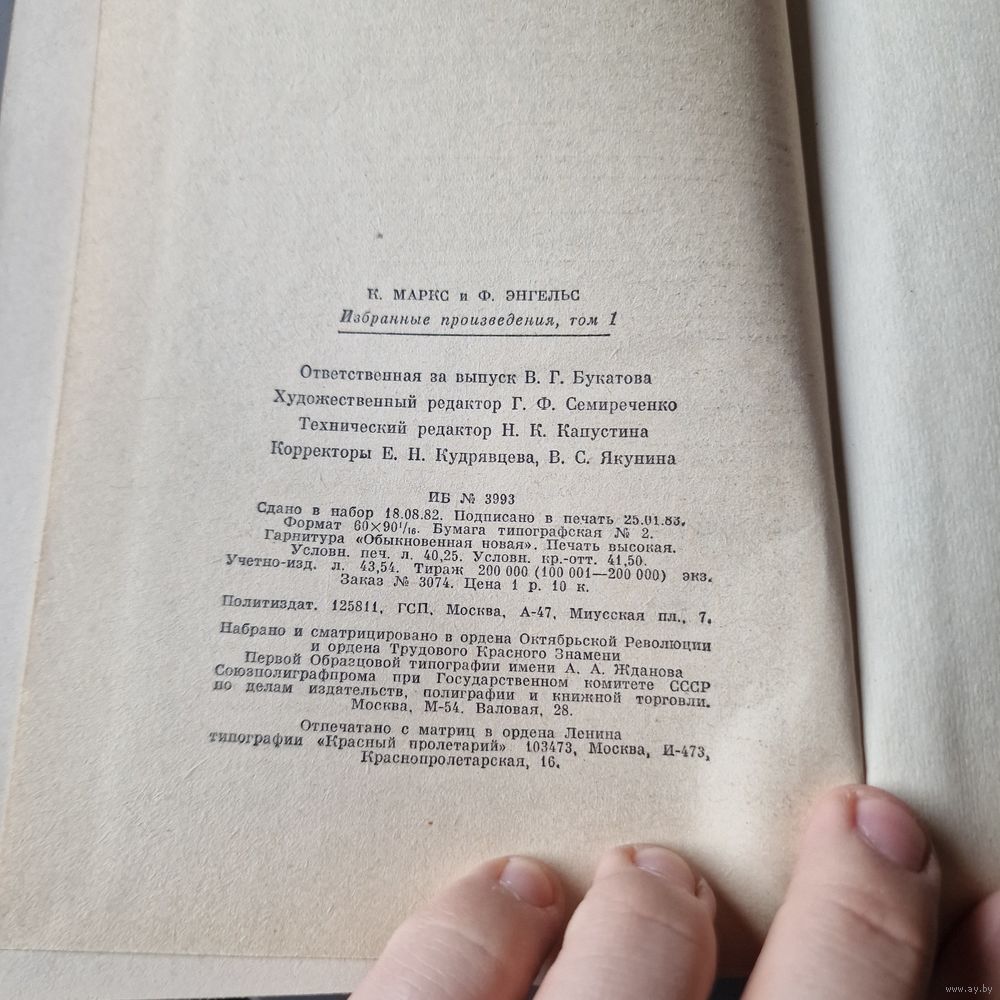 К. МАРКС и Ф. ЭНГЕЛЬС
Избранные произведения, том 1
Ответственная за выпуск В. Г. Букатова
Художественный редактор Г. Ф. Семиреченко
Технический редактор Н. К. Капустина
Корректоры Е. Н. Кудрявцева, В. С. Якунина
ИБ № 3993
Сдано в набор 18.08.82. Подписано в печать 25.01.83.
Формат 60×90¹/₁₆. Бумага типографская № 2.
Гарнитура «Обыкновенная новая». Печать высокая.
Условн. печ. л. 40,25. Условн. кр.-отт. 41,50.
Учетно-изд. л. 43,54. Тираж 200 000 (100 001—200 000) экз.
Заказ № 3074. Цена 1 р. 10 к.
Политиздат. 125811, ГСП, Москва, А-47, Миусская пл., 7.
Набрано и сматрицировано в ордена Октябрьской Революции
и ордена Трудового Красного Знамени
Первой Образцовой типографии имени А. А. Жданова
Союзполиграфпрома при Государственном комитете СССР
по делам издательств, полиграфии и книжной торговли.
Москва, М-54. Валовая, 28.
Отпечатано с матриц в ордена Ленина
типографии «Красный пролетарий» 103473, Москва, И-473,
Краснопролетарская, 16.
www.ay.by